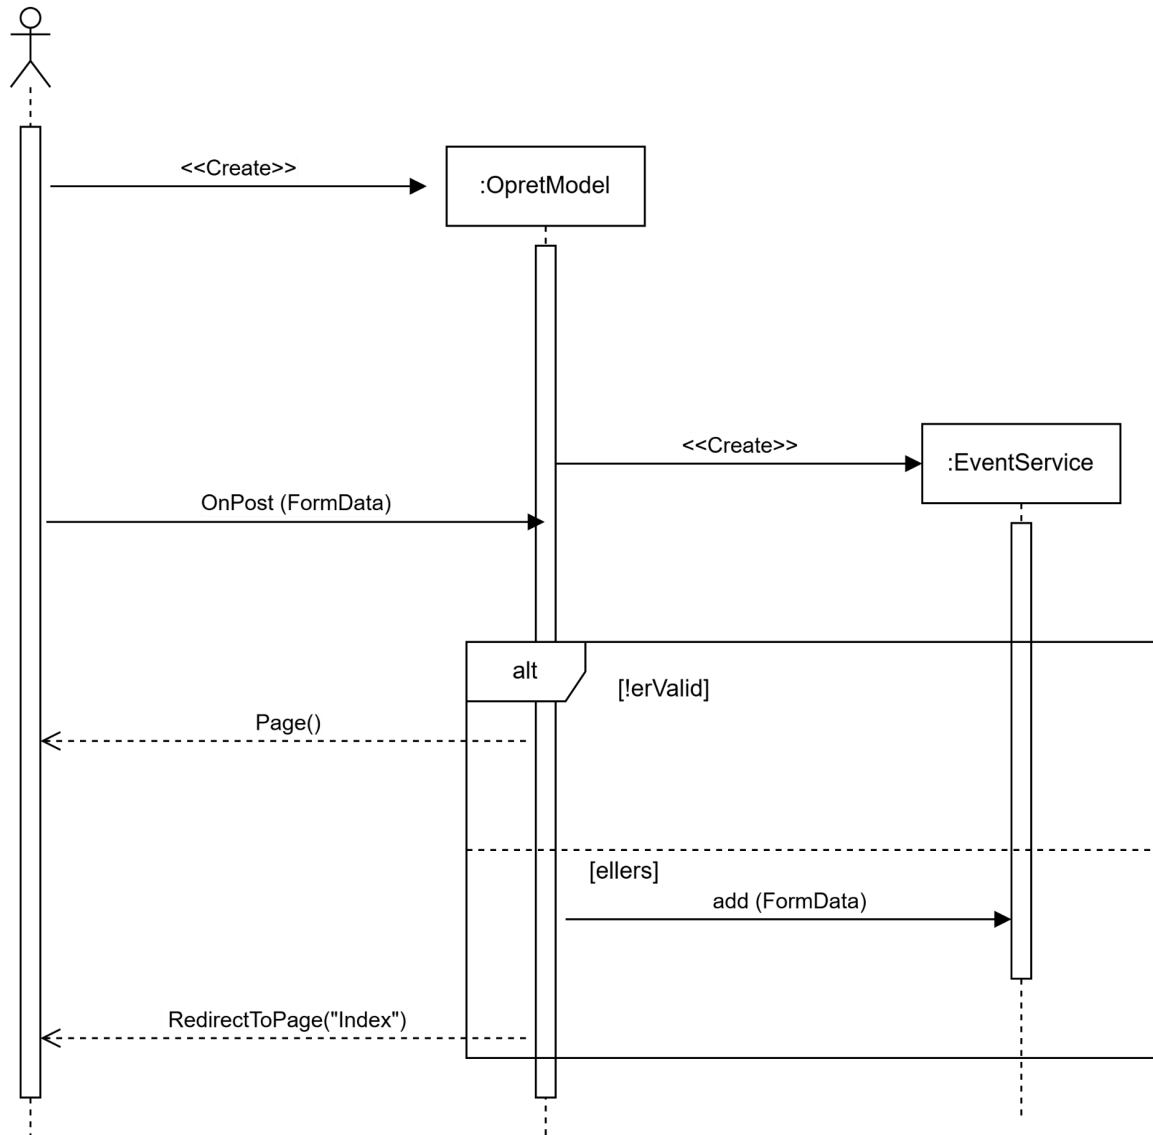 <<Create>>
:OpretModel
<<Create>>
:EventService
OnPost (FormData)
alt
[!erValid]
Page()
[ellers]
add (FormData)
RedirectToPage("Index")